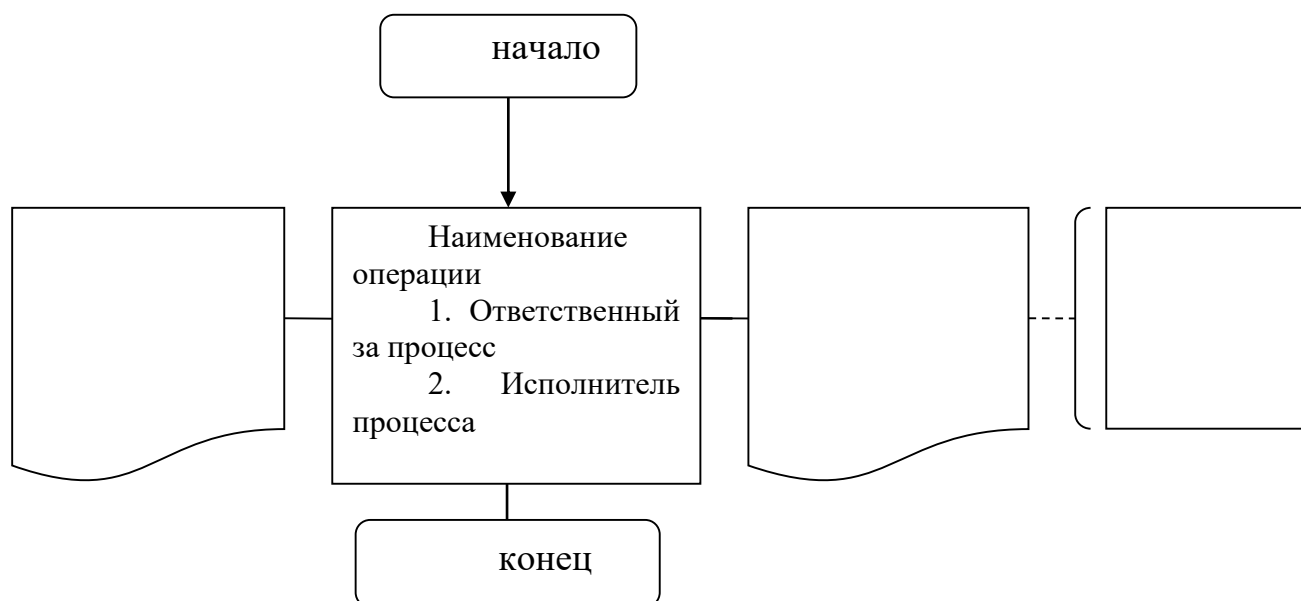 начало
Наименование
операции
1. Ответственный
за процесс
2. Исполнитель
процесса
конец